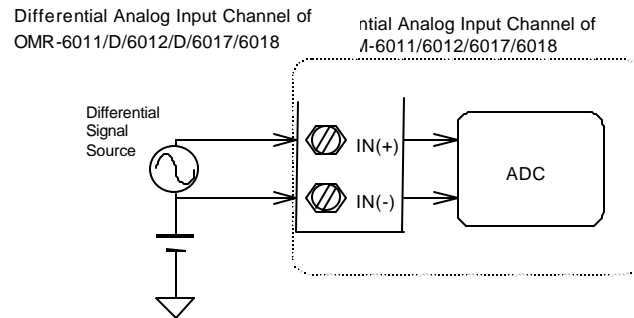 Differential Analog Input Channel of
OMR-6011/D/6012/D/6017/6018
ntial Analog Input Channel of
-6011/6012/6017/6018
Differential
Signal
Source
IN(+)
IN(-)
ADC